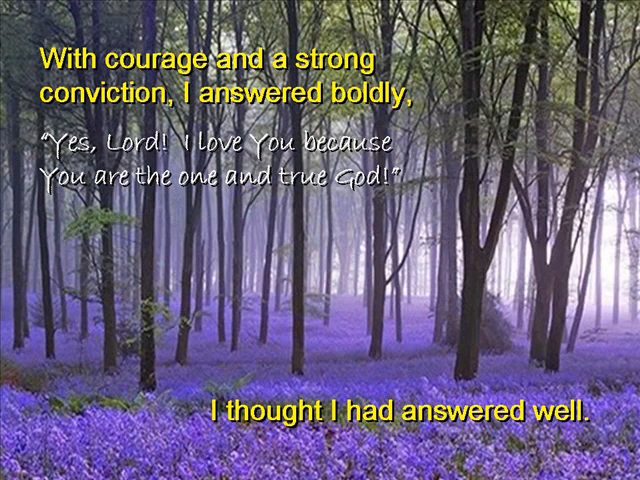 With courage and a strong
conviction, I answered boldly,
“Yes, Lord!  I love You because
You are the one and true God!”
I thought I had answered well.